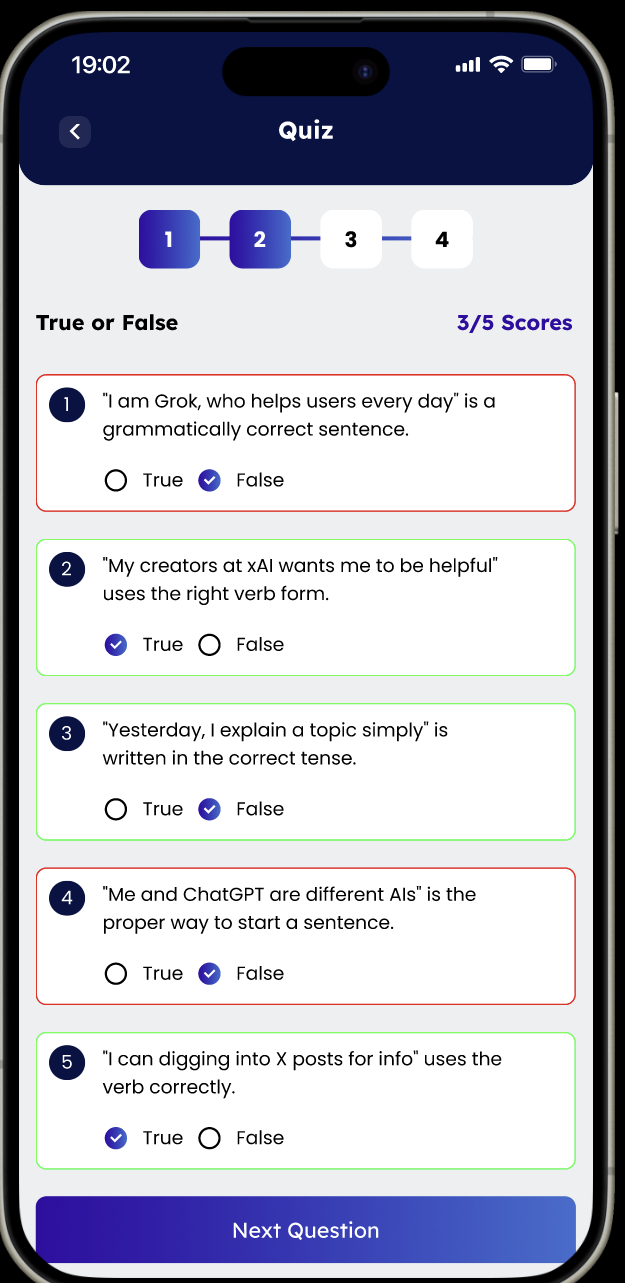 19:02
Quiz
1 2 3 4
True or False 3/5 Scores
1 "I am Grok, who helps users every day" is a
grammatically correct sentence.
True False
2 "My creators at xAI wants me to be helpful"
uses the right verb form.
True False
3 "Yesterday, I explain a topic simply" is
written in the correct tense.
True False
4 "Me and ChatGPT are different AIs" is the
proper way to start a sentence.
True False
5 "I can digging into X posts for info" uses the
verb correctly.
True False
Next Question